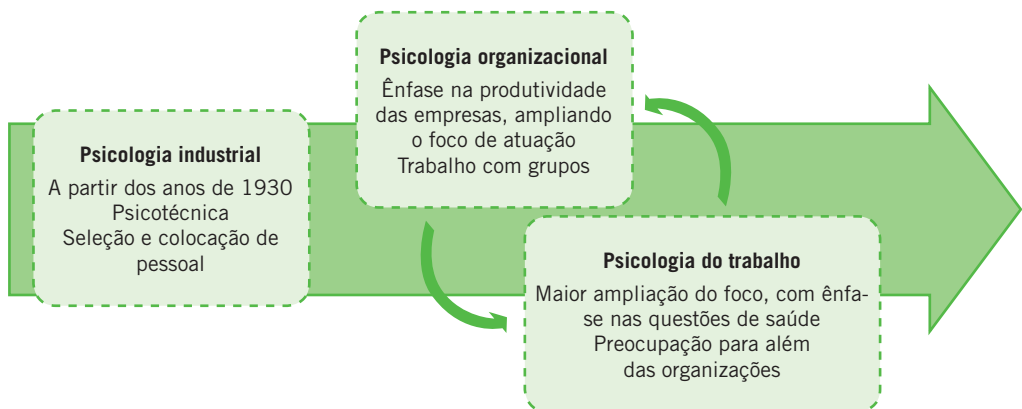 Psicologia industrial
A partir dos anos de 1930
Psicotécnica
Seleção e colocação de
pessoal
Psicologia organizacional
Ênfase na produtividade
das empresas, ampliando
o foco de atuação
Trabalho com grupos
Psicologia do trabalho
Maior ampliação do foco, com ênfa-
se nas questões de saúde
Preocupação para além
das organizações